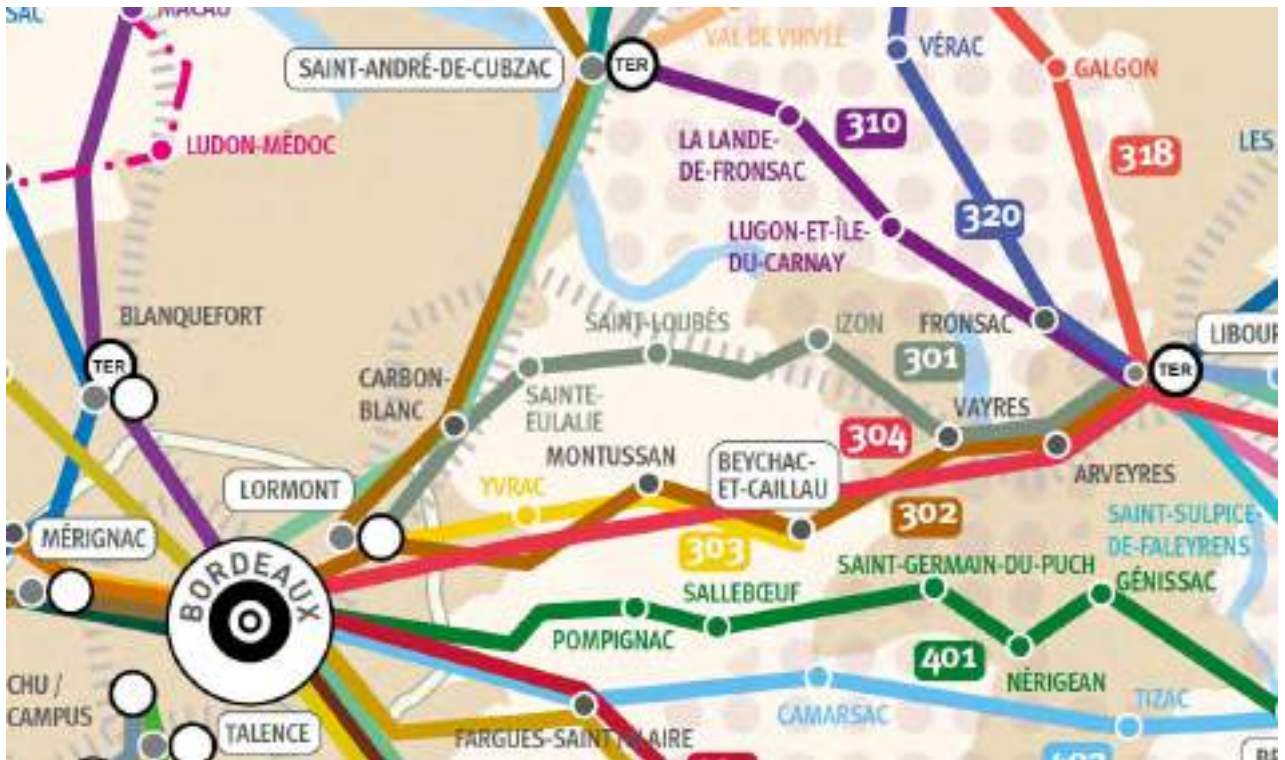 MACAU
VAL DE VIRVÉE
VÉRAC
SAINT-ANDRÉ-DE-CUBZAC
TER
GALGON
310
LUDON-MÉDOC
LA LANDE-
DE-FRONSAC
318
LES
320
LUGON-ET-ÎLE-
DU-CARNAY
BLANQUEFORT
SAINT-LOUBÈS
IZON
FRONSAC
TER
301
TER
CARBON-
BLANC
SAINTE-
EULALIE
VAYRES
304
MONTUSSAN
BEYCHAC-
ET-CAILLAU
ARVEYRES
LORMONT
YVRAC
302
SAINT-SULPICE-
DE-FALEYRENS
MÉRIGNAC
303
SAINT-GERMAIN-DU-PUCH
GÉNISSAC
BORDEAUX
SALLEBŒUF
POMPIGNAC
401
NÉRIGEAN
CHU /
CAMPUS
CAMARSAC
TIZAC
TALENCE
FARGUES-SAINT HILAIRE